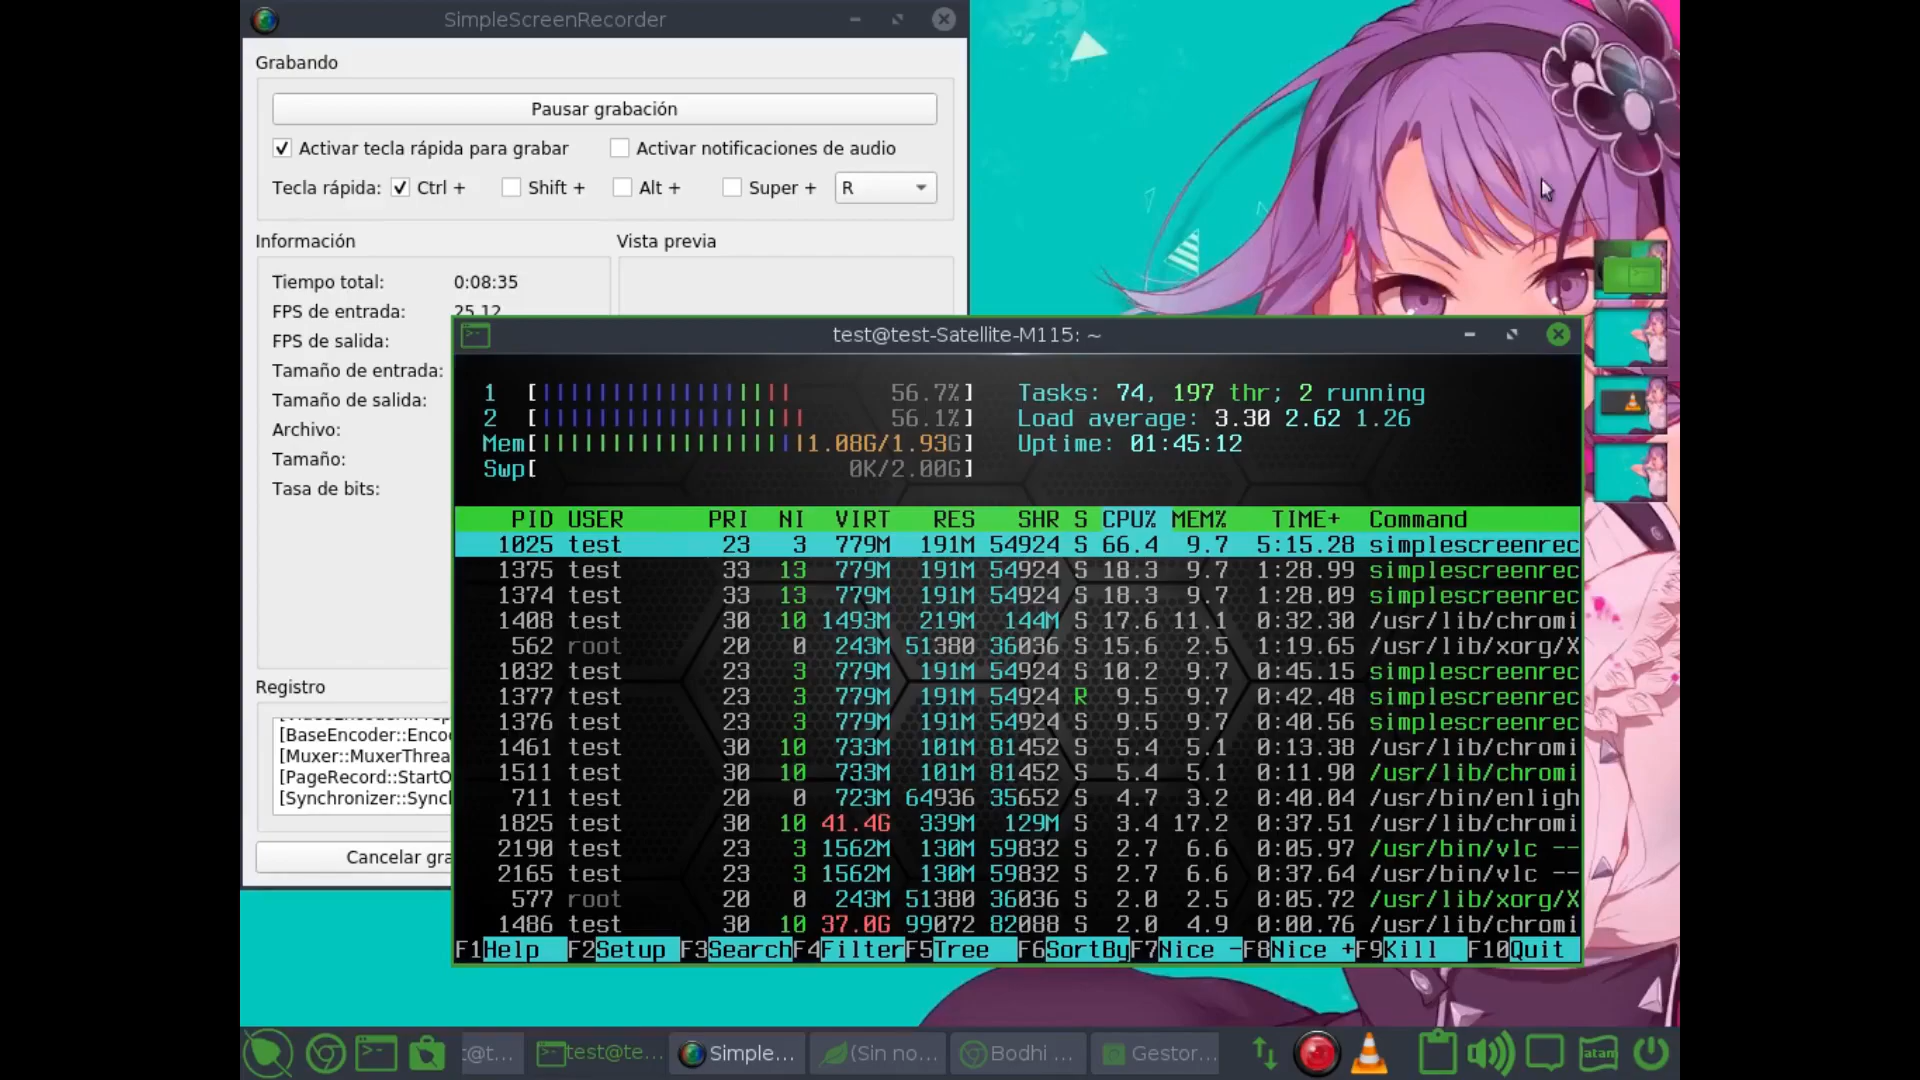 SimpleScreenRecorder
Grabando
Pausar grabación
Activar tecla rápida para grabar
Activar notificaciones de audio
Tecla rápida: Ctrl + Shift + Alt + Super + R
Información
Vista previa
Tiempo total: 0:08:35
FPS de entrada: 25.12
FPS de salida:
Tamaño de entrada:
Tamaño de salida:
Archivo:
Tamaño:
Tasa de bits:
Registro
[BaseEncoder::Enco
[Muxer::MuxerThrea
[PageRecord::StartO
[Synchronizer::Syncl
Cancelar gra
test@test-Satellite-M115: ~
1 [ 56.7%]
2 [ 56.1%]
Mem[ 1.08G/1.93G]
Swp[ 0K/2.00G]
Tasks: 74, 197 thr; 2 running
Load average: 3.30 2.62 1.26
Uptime: 01:45:12
PID USER PRI NI VIRT RES SHR S CPU% MEM% TIME+ Command
1025 test 23 3 779M 191M 54924 S 66.4 9.7 5:15.28 simplescreenrec
1375 test 33 13 779M 191M 54924 S 18.3 9.7 1:28.99 simplescreenrec
1374 test 33 13 779M 191M 54924 S 18.3 9.7 1:28.09 simplescreenrec
1408 test 30 10 1493M 219M 144M S 17.6 11.1 0:32.30 /usr/lib/chromi
562 root 20 0 243M 51380 36036 S 15.6 2.5 1:19.65 /usr/lib/xorg/X
1032 test 23 3 779M 191M 54924 S 10.2 9.7 0:45.15 simplescreenrec
1377 test 23 3 779M 191M 54924 R 9.5 9.7 0:42.48 simplescreenrec
1376 test 23 3 779M 191M 54924 S 9.5 9.7 0:40.56 simplescreenrec
1461 test 30 10 733M 101M 81452 S 5.4 5.1 0:13.38 /usr/lib/chromi
1511 test 30 10 733M 101M 81452 S 5.4 5.1 0:11.90 /usr/lib/chromi
711 test 20 0 723M 64936 35652 S 4.7 3.2 0:40.04 /usr/bin/enligh
1825 test 30 10 41.4G 339M 129M S 3.4 17.2 0:37.51 /usr/lib/chromi
2190 test 23 3 1562M 130M 59832 S 2.7 6.6 0:05.97 /usr/bin/vlc --
2165 test 23 3 1562M 130M 59832 S 2.7 6.6 0:37.64 /usr/bin/vlc --
577 root 20 0 243M 51380 36036 S 2.0 2.5 0:05.72 /usr/lib/xorg/X
1486 test 30 10 37.0G 99072 82088 S 2.0 4.9 0:00.76 /usr/lib/chromi
F1Help F2Setup F3SearchF4FilterF5Tree F6SortByF7Nice -F8Nice +F9Kill F10Quit
:@t... test@te... Simple... (Sin no... Bodhi ... Gestor... latam